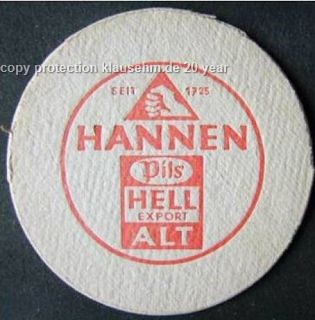 copy protection klausehm.de 20 year
SEIT 1725
HANNEN
Pils
HELL
EXPORT
ALT